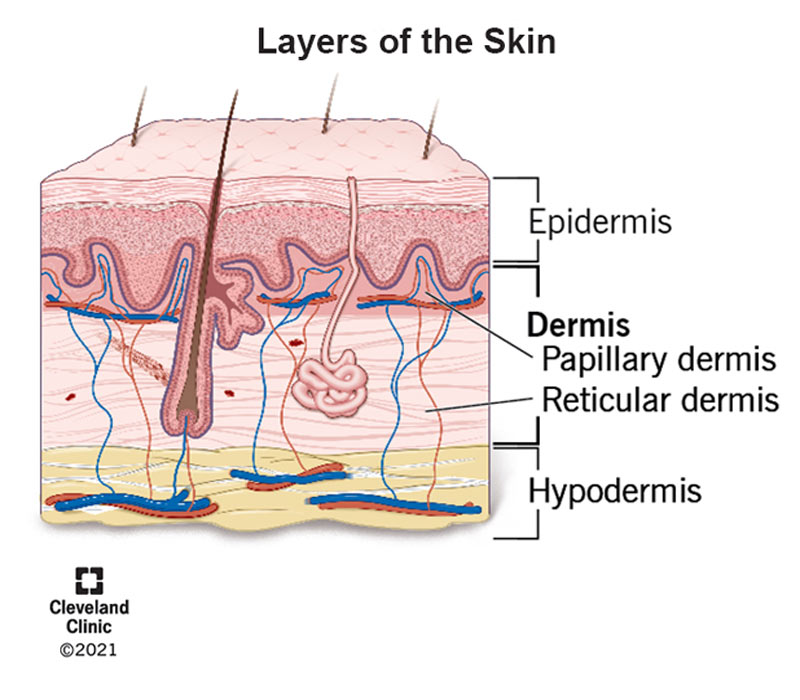 Layers of the Skin
Epidermis
Dermis
Papillary dermis
Reticular dermis
Hypodermis
Cleveland
Clinic
©2021